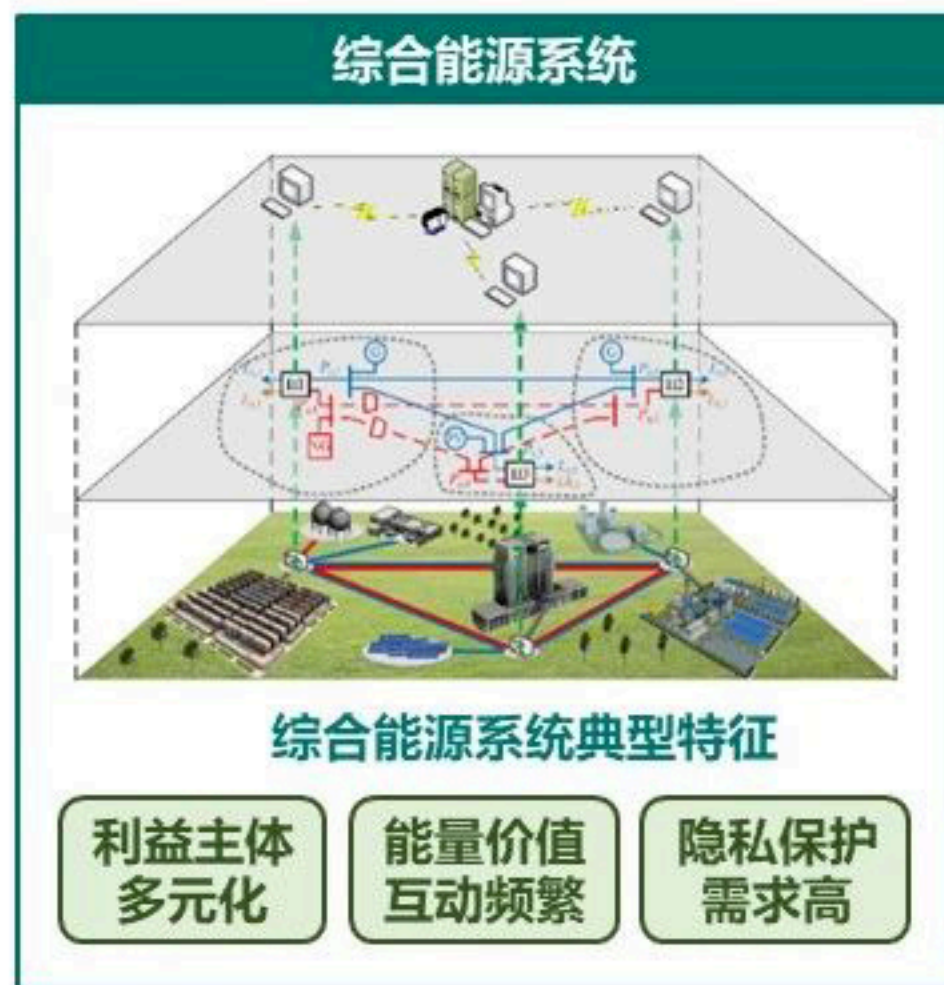 综合能源系统
综合能源系统典型特征
利益主体
多元化
能量价值
互动频繁
隐私保护
需求高